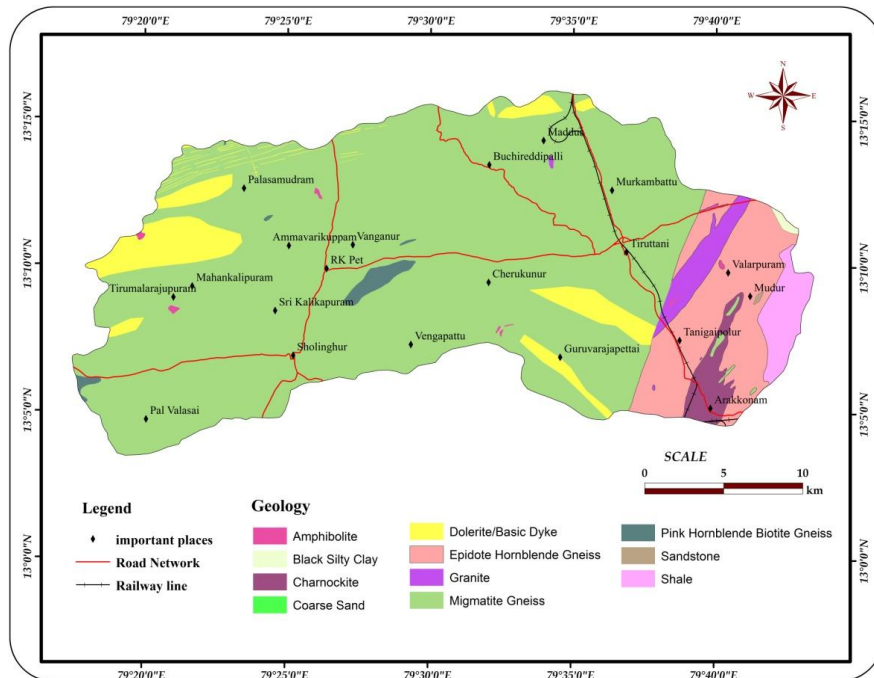 79°20'0"E 79°25'0"E 79°30'0"E 79°35'0"E 79°40'0"E
13°15'0"N
13°10'0"N
13°5'0"N
13°0'0"N
N
W E
S
13°15'0"N
13°10'0"N
13°5'0"N
13°0'0"N
Maddur
Buchireddipalli
Palasamudram
Murkambattu
Ammavarikuppam
Vanganur
Tiruttani
RK Pet
Valarpuram
Mahankalipuram
Cherukunur
Tirumalarajupuram
Mudur
Sri Kalikapuram
Tanigaipolur
Sholinghur
Vengapattu
Guruvarajapettai
Pal Valasai
Arakkonam
SCALE
0 5 10
km
Legend
important places
Road Network
Railway line
Geology
Amphibolite
Black Silty Clay
Charnockite
Coarse Sand
Dolerite/Basic Dyke
Epidote Hornblende Gneiss
Granite
Migmatite Gneiss
Pink Hornblende Biotite Gneiss
Sandstone
Shale
79°20'0"E 79°25'0"E 79°30'0"E 79°35'0"E 79°40'0"E